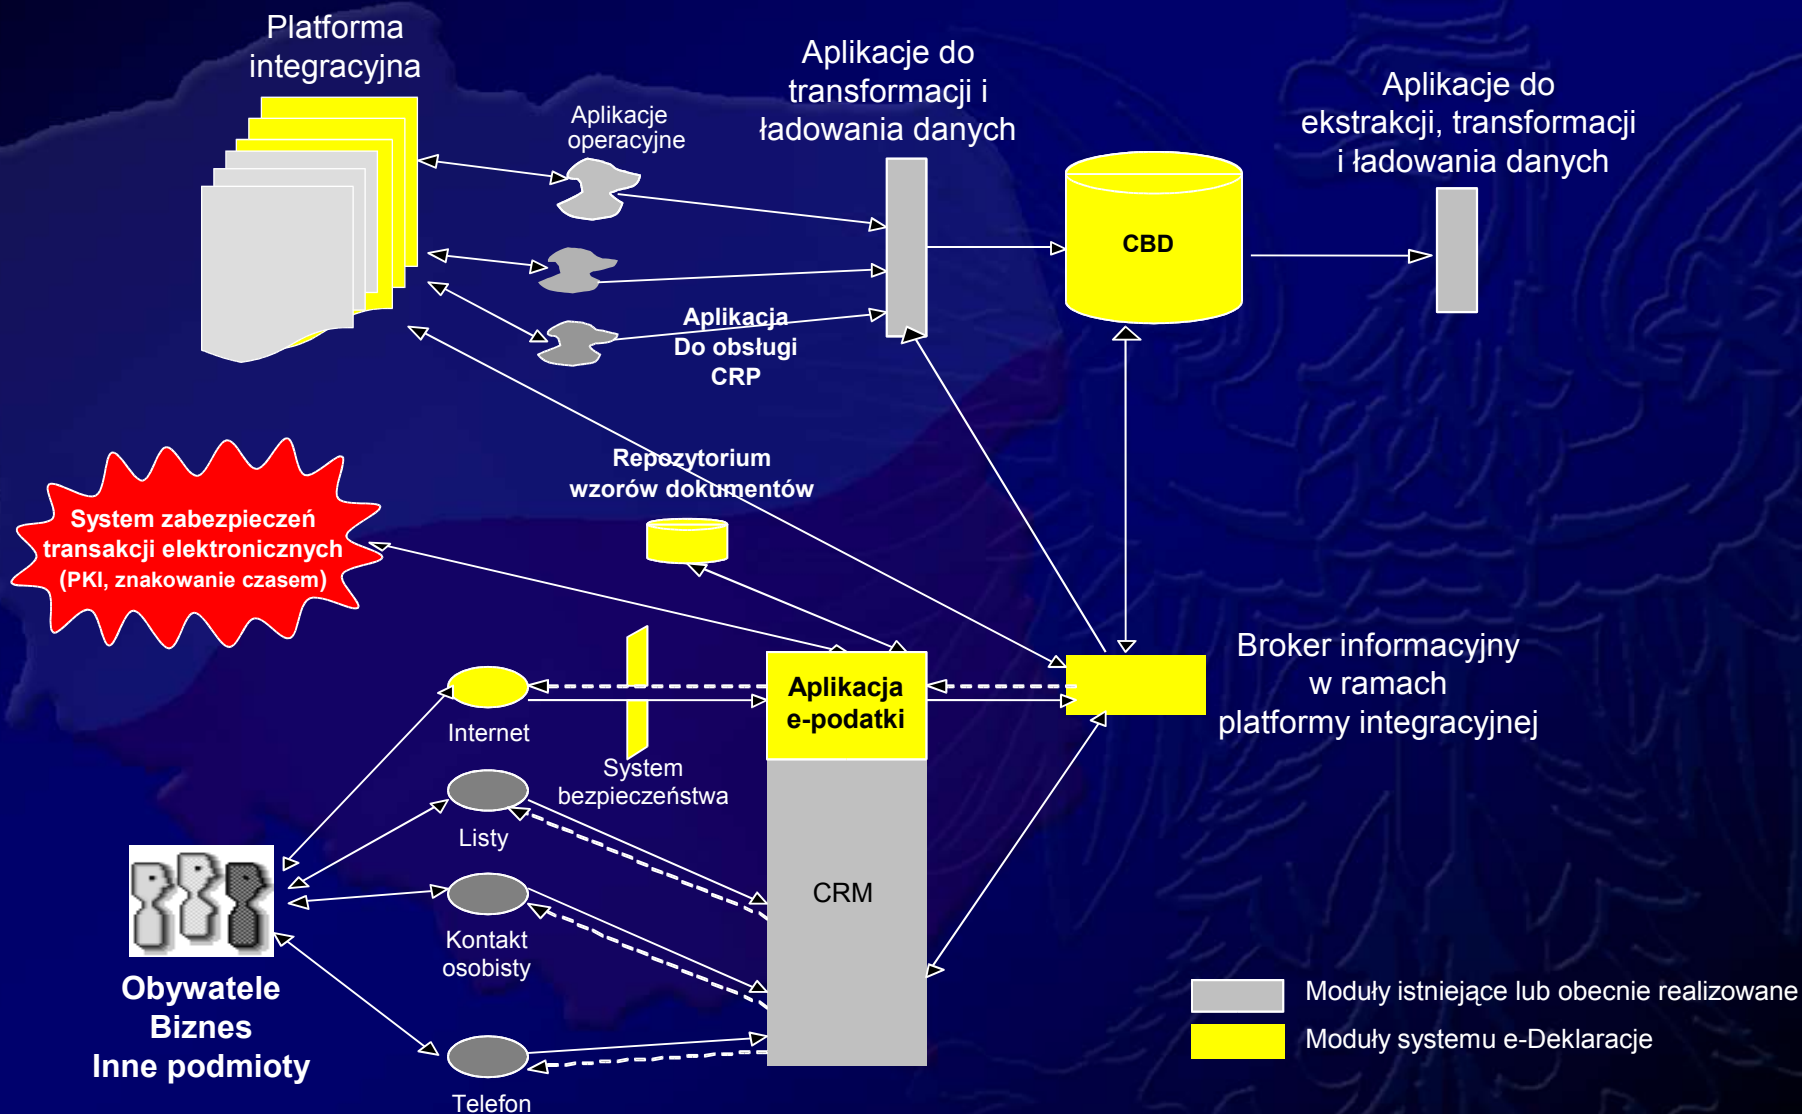 Platforma
integracyjna
Aplikacje
operacyjne
Aplikacje do
transformacji i
ładowania danych
Aplikacje do
ekstrakcji, transformacji
i ładowania danych
CBD
Aplikacja
Do obsługi
CRP
Repozytorium
wzorów dokumentów
System zabezpieczeń
transakcji elektronicznych
(PKI, znakowanie czasem)
Internet
System
bezpieczeństwa
Aplikacja
e-podatki
Broker informacyjny
w ramach
platformy integracyjnej
Listy
CRM
Kontakt
osobisty
Obywatele
Biznes
Inne podmioty
Telefon
Moduły istniejące lub obecnie realizowane
Moduły systemu e-Deklaracje